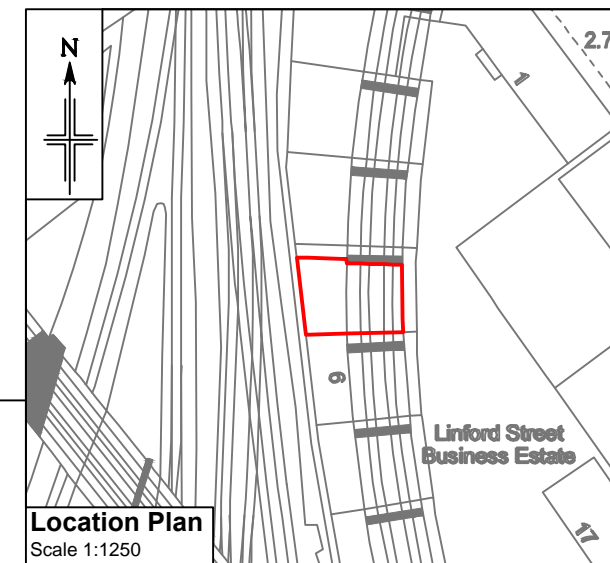 N
2.7
1
6
Linford Street
Business Estate
Location Plan
Scale 1:1250
17